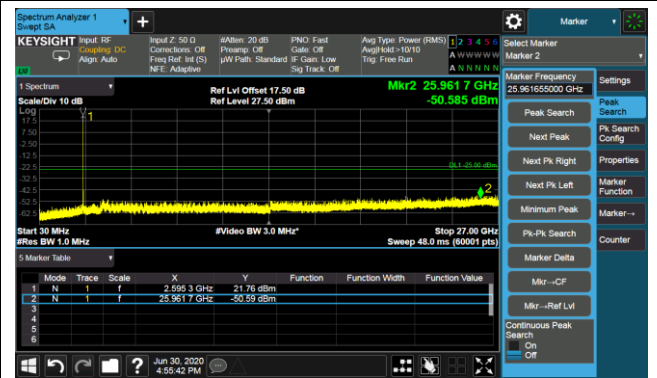 Spectrum Analyzer 1
Swept SA
Marker
KEYSIGHT
Input: RF
Coupling: DC
Align: Auto
Input Z: 50 Ω
Corrections: Off
Freq Ref: Int (S)
NFE: Adaptive
#Atten: 20 dB
Preamp: Off
µW Path: Standard
PNO: Fast
Gate: Off
IF Gain: Low
Sig Track: Off
Avg Type: Power (RMS)
Avg|Hold:>10/10
Trig: Free Run
1 2 3 4 5 6
A W W W W W
A N N N N N
Select Marker
Marker 2
1 Spectrum
Scale/Div 10 dB
Ref Lvl Offset 17.50 dB
Ref Level 27.50 dBm
Mkr2 25.961 7 GHz
-50.585 dBm
Log
17.5
7.50
-2.50
-12.5
-22.5
-32.5
-42.5
-52.5
-62.5
1
DL1 -25.00 dBm
2
Start 30 MHz
#Video BW 3.0 MHz*
Stop 27.00 GHz
#Res BW 1.0 MHz
Sweep 48.0 ms (60001 pts)
5 Marker Table
Mode Trace Scale X Y Function Function Width Function Value
1 N 1 f 2.595 3 GHz 21.76 dBm
2 N 1 f 25.961 7 GHz -50.59 dBm
3
4
5
6
Marker Frequency
25.961655000 GHz
Peak Search
Next Peak
Next Pk Right
Next Pk Left
Minimum Peak
Pk-Pk Search
Marker Delta
Mkr→CF
Mkr→Ref Lvl
Continuous Peak
Search
On
Off
Settings
Peak
Search
Pk Search
Config
Properties
Marker
Function
Marker→
Counter
?
Jun 30, 2020
4:55:42 PM